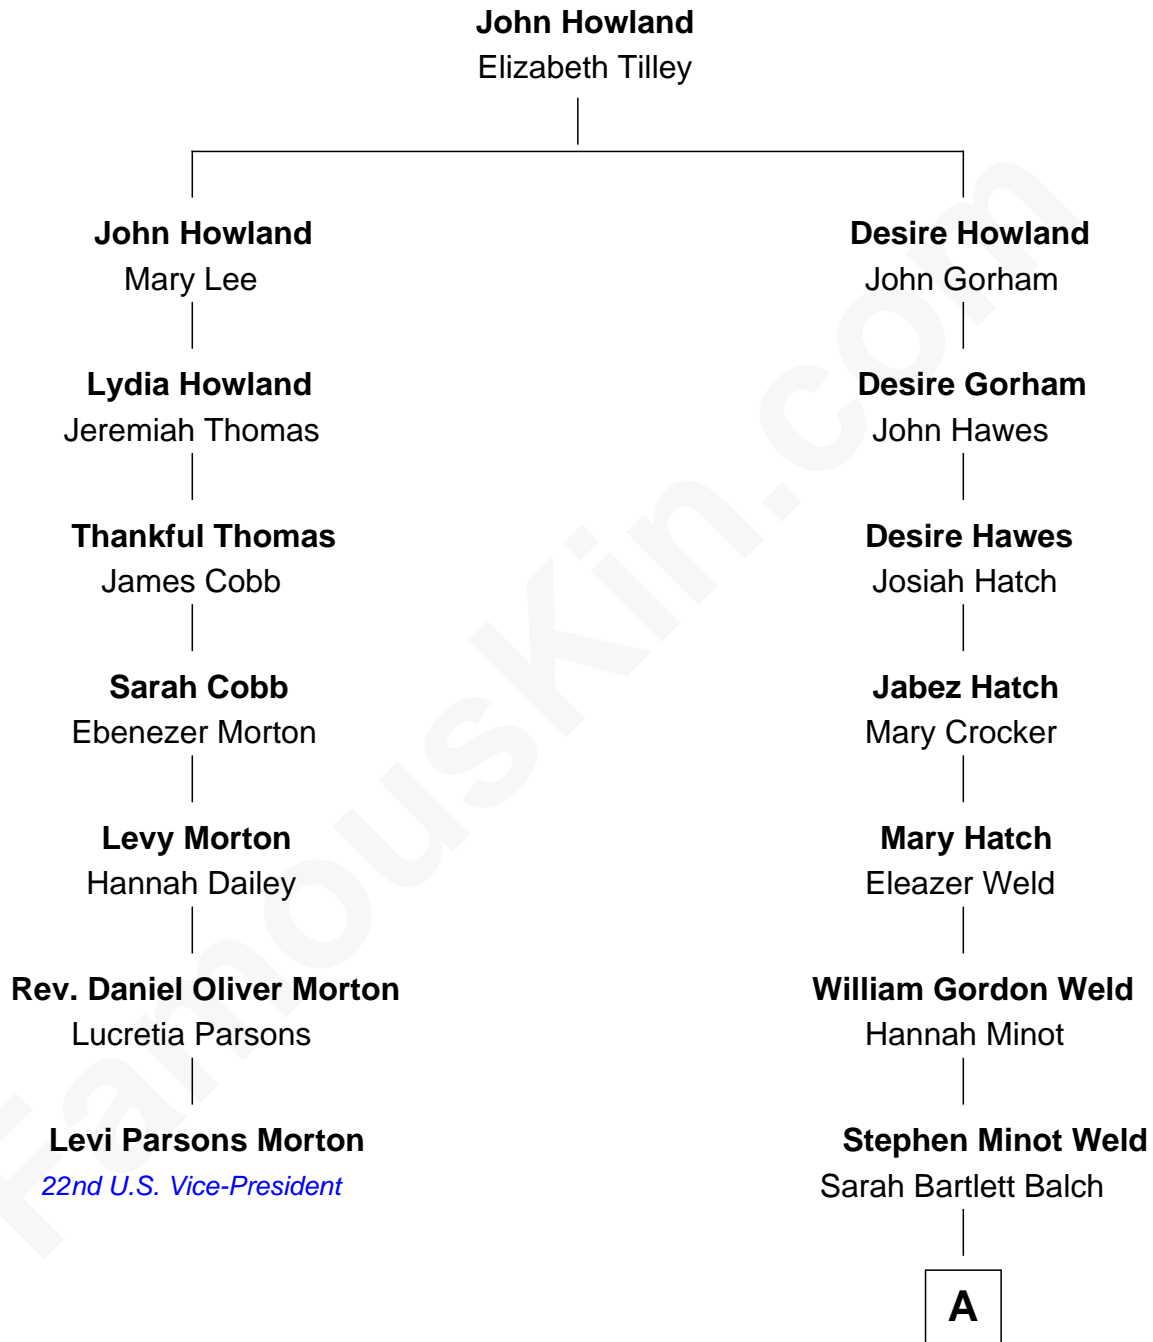 John Howland
Elizabeth Tilley
John Howland
Mary Lee
Desire Howland
John Gorham
Lydia Howland
Jeremiah Thomas
Desire Gorham
John Hawes
Thankful Thomas
James Cobb
Desire Hawes
Josiah Hatch
Sarah Cobb
Ebenezer Morton
Jabez Hatch
Mary Crocker
Levy Morton
Hannah Dailey
Mary Hatch
Eleazer Weld
Rev. Daniel Oliver Morton
Lucretia Parsons
William Gordon Weld
Hannah Minot
Levi Parsons Morton
22nd U.S. Vice-President
Stephen Minot Weld
Sarah Bartlett Balch
A
FamousKin.com